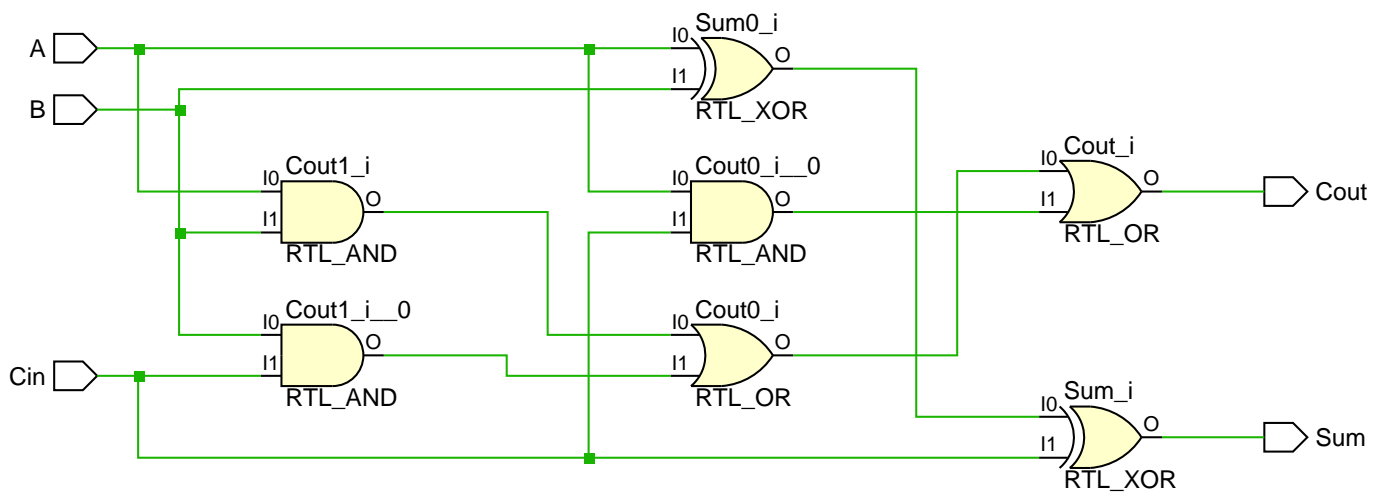 Sum0_i
A
I0
O
I1
RTL_XOR
B
Cout1_i
I0
O
I1
RTL_AND
Cout0_i__0
I0
O
I1
RTL_AND
Cout_i
I0
O
I1
RTL_OR
Cout
Cout1_i__0
I0
O
I1
RTL_AND
Cin
Cout0_i
I0
O
I1
RTL_OR
Sum_i
I0
O
I1
RTL_XOR
Sum